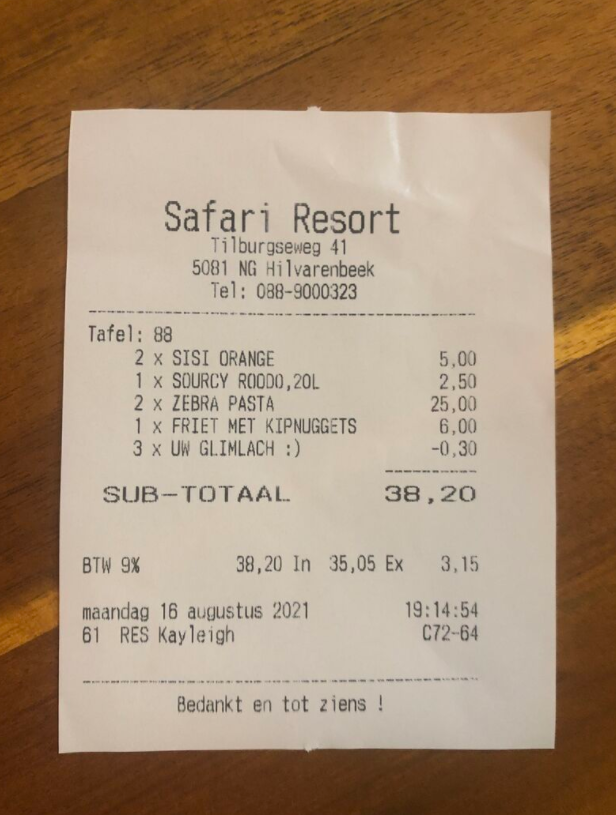 Safari Resort
Tilburgseweg 41
5081 NG Hilvarenbeek
Tel: 088-9000323
Tafel: 88
2 x SISI ORANGE 5,00
1 x SOURCY ROOD0,20L 2,50
2 x ZEBRA PASTA 25,00
1 x FRIET MET KIPNUGGETS 6,00
3 x UW GLIMLACH :) -0,30
SUB-TOTAAL 38,20
BTW 9% 38,20 In 35,05 Ex 3,15
maandag 16 augustus 2021 19:14:54
61 RES Kayleigh C72-64
Bedankt en tot ziens !